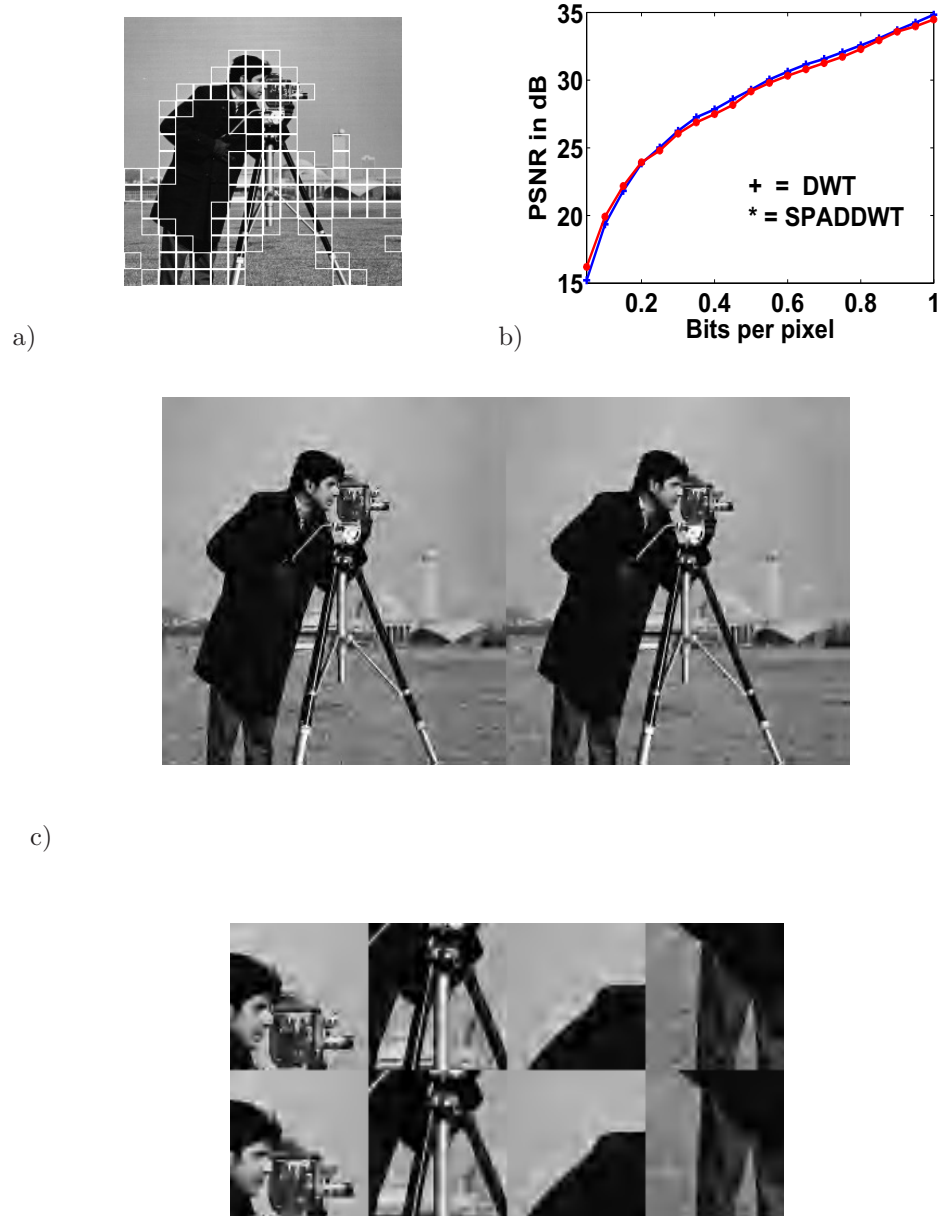 35
30
25
20
15
PSNR in dB
+ = DWT
* = SPADDWT
0.2 0.4 0.6 0.8 1
Bits per pixel
a)
b)
c)